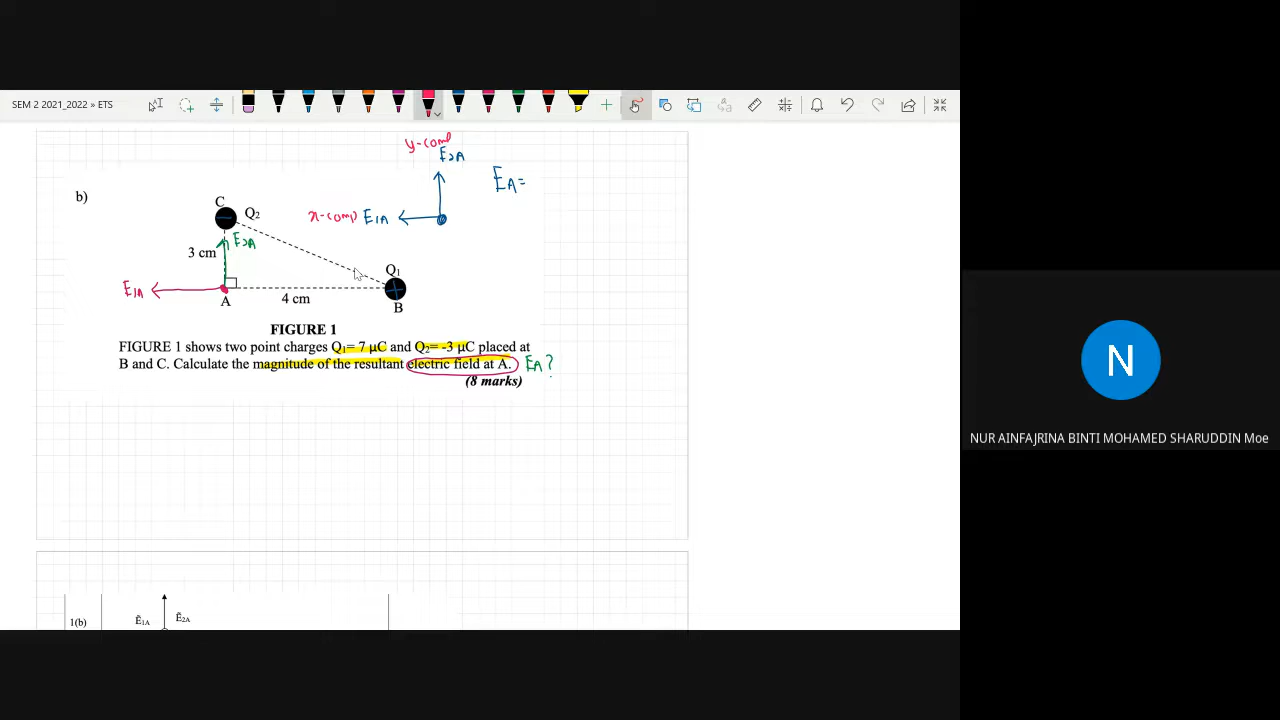 SEM 2 2021_2022 » ETS
y-comp
E2A
EA=
b)
C
Q2
x-comp E1A
E2A
3 cm
Q1
E1A
A
4 cm
B
FIGURE 1
FIGURE 1 shows two point charges Q1= 7 μC and Q2= -3 μC placed at
B and C. Calculate the magnitude of the resultant electric field at A. EA?
(8 marks)
1(b)
Ẽ1A
Ẽ2A
N
NUR AINFAJRINA BINTI MOHAMED SHARUDDIN Moe